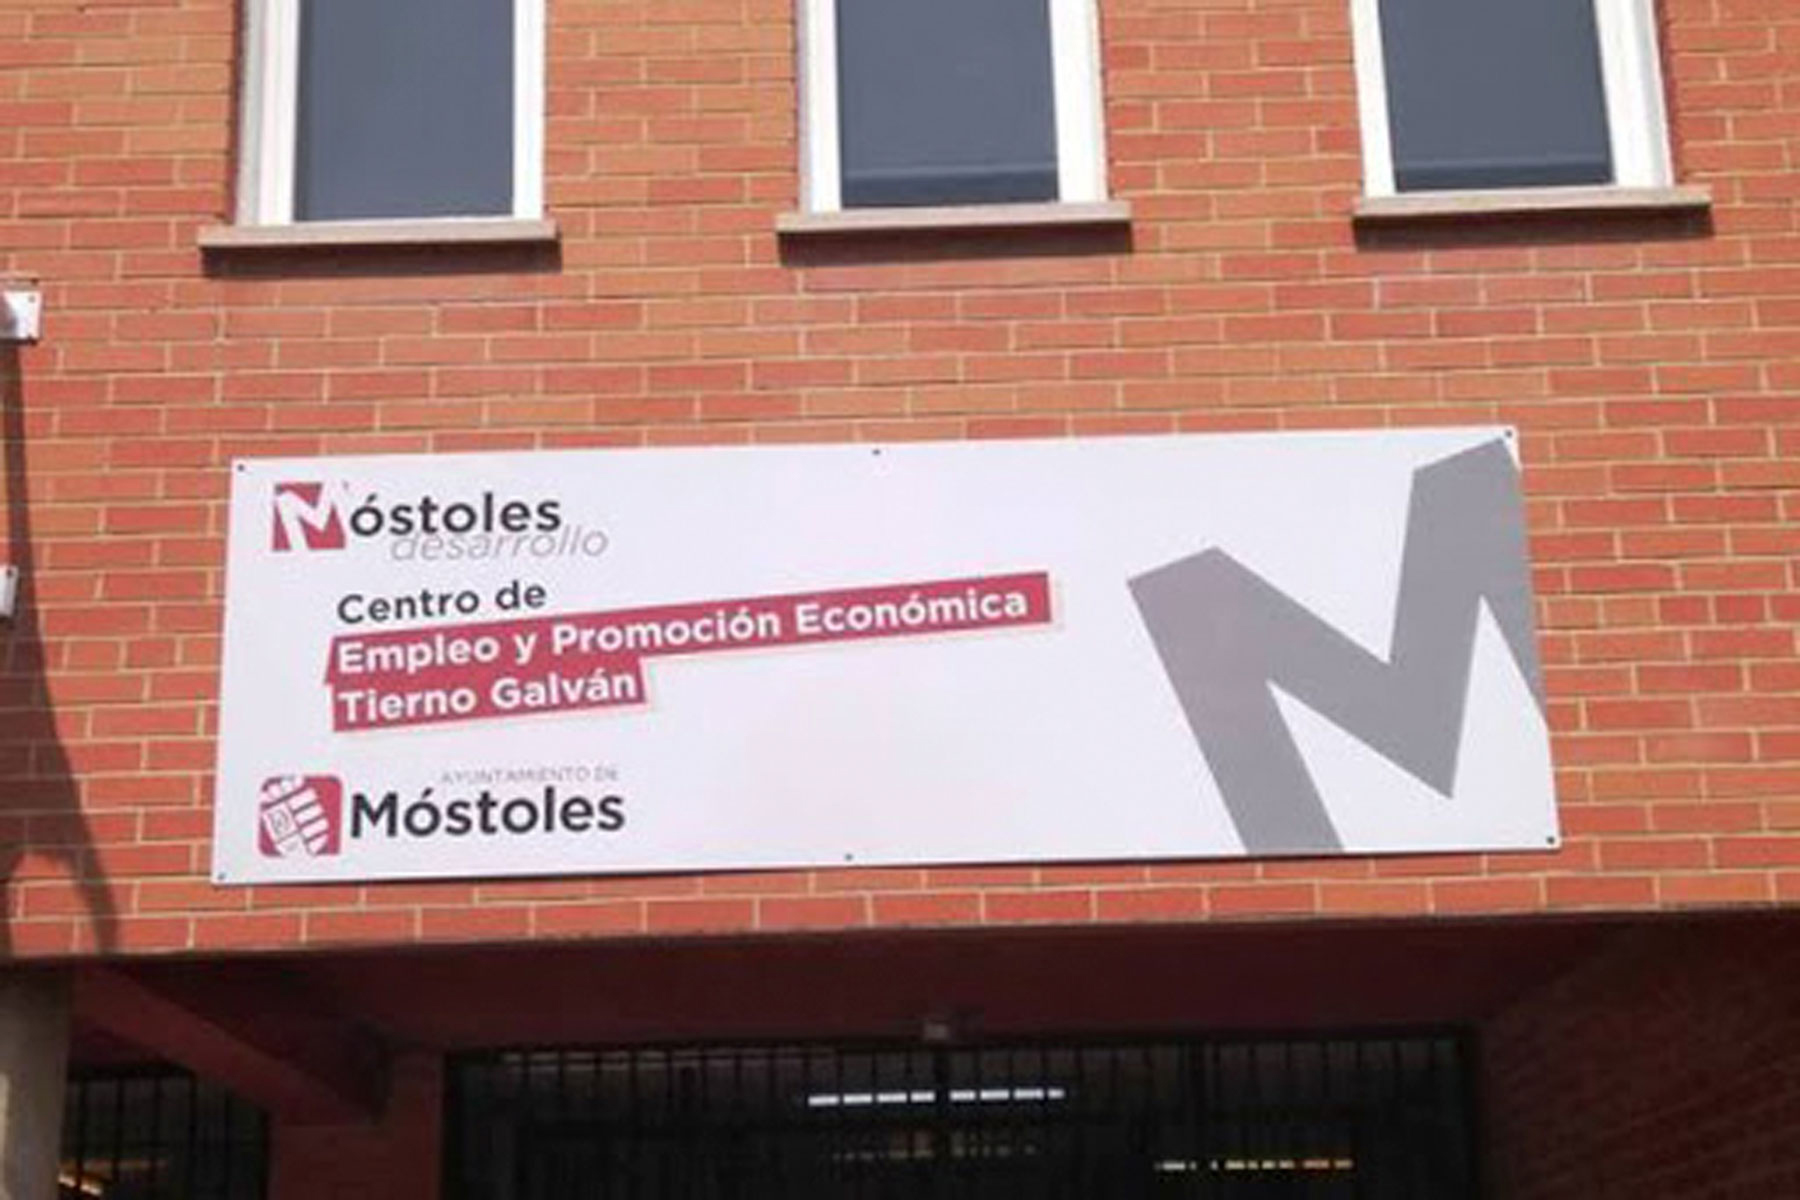 Móstoles
desarrollo
Centro de
Empleo y Promoción Económica
Tierno Galván
AYUNTAMIENTO DE
Móstoles
M